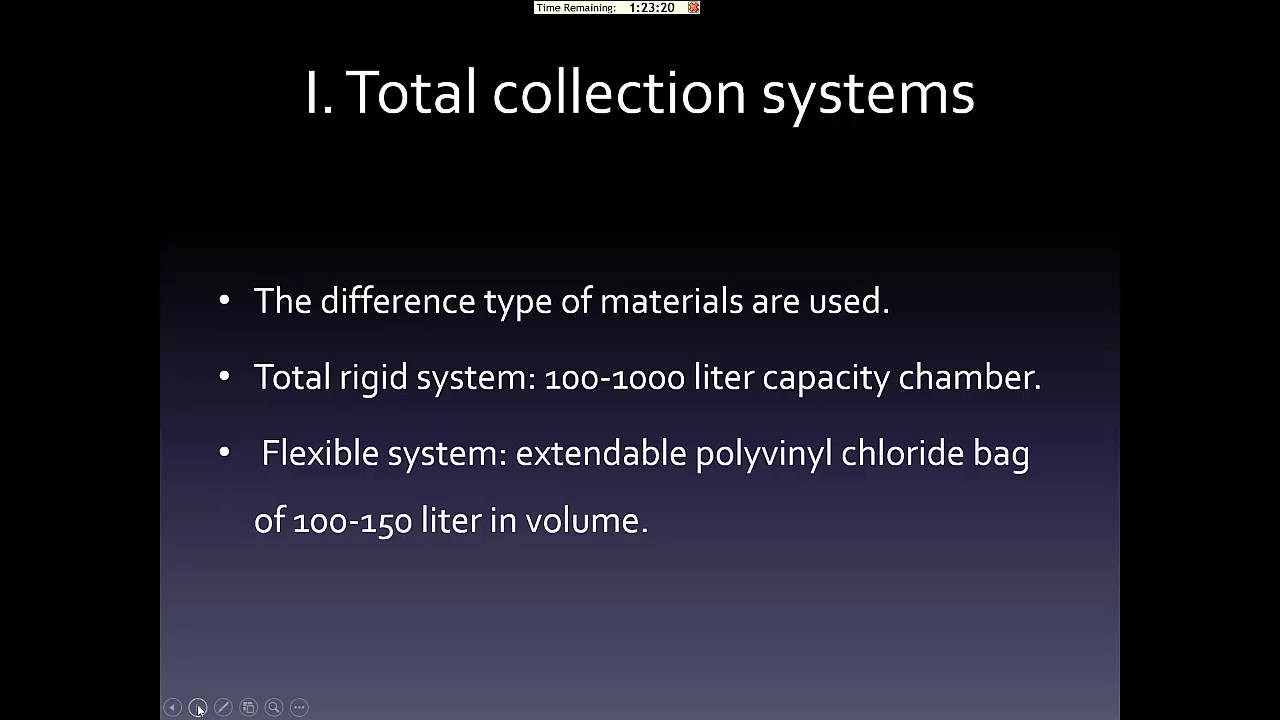 Time Remaining: 1:23:20
I. Total collection systems
• The difference type of materials are used.
• Total rigid system: 100-1000 liter capacity chamber.
• Flexible system: extendable polyvinyl chloride bag
of 100-150 liter in volume.